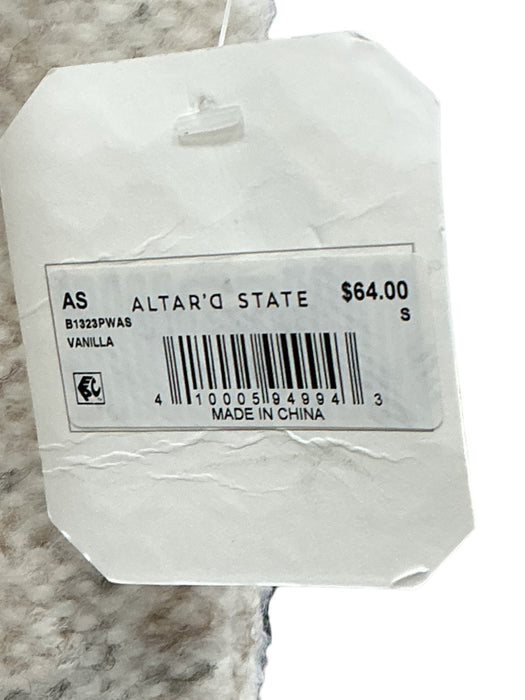 AS ALTAR'D STATE $64.00
B1323PWAS S
VANILLA
4 10005 94994 3
MADE IN CHINA